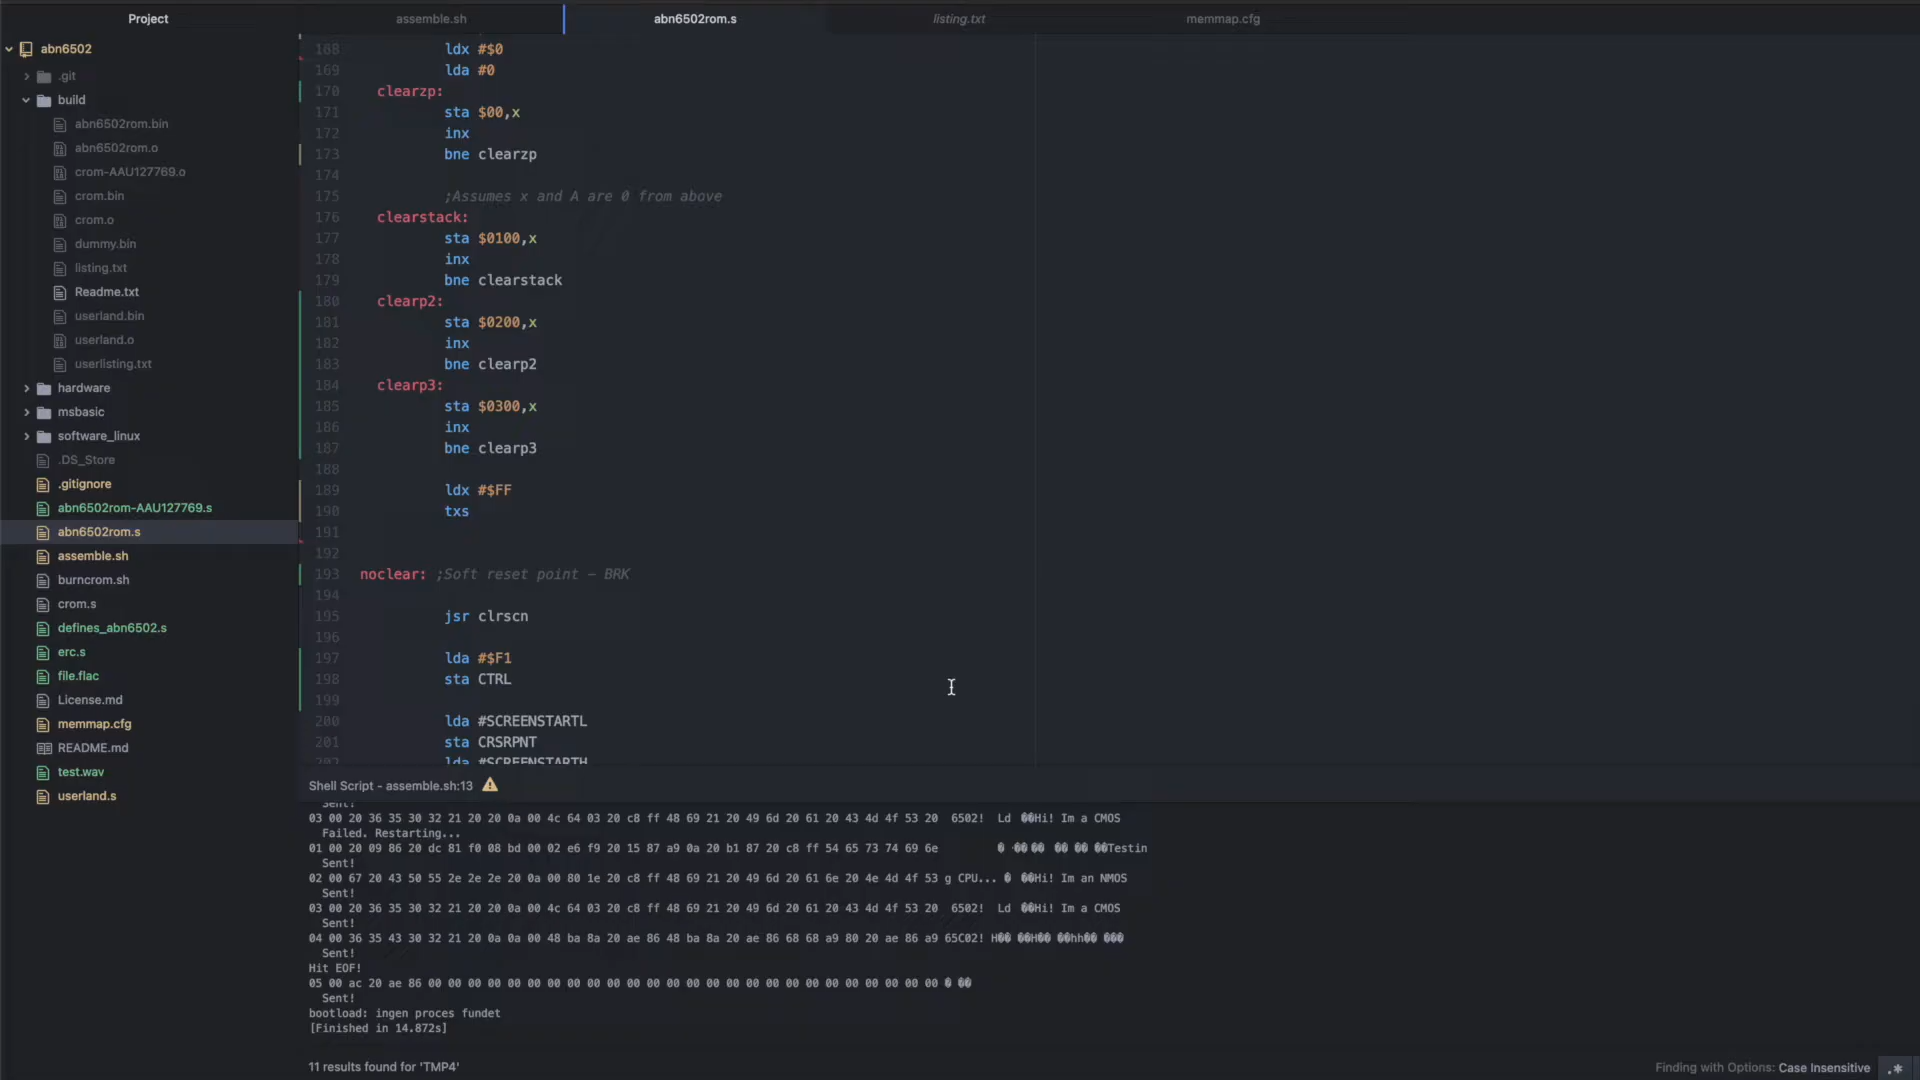 Project
assemble.sh
abn6502rom.s
listing.txt
memmap.cfg
abn6502
.git
build
abn6502rom.bin
abn6502rom.o
crom-AAU127769.o
crom.bin
crom.o
dummy.bin
listing.txt
Readme.txt
userland.bin
userland.o
userlisting.txt
hardware
msbasic
software_linux
.DS_Store
.gitignore
abn6502rom-AAU127769.s
abn6502rom.s
assemble.sh
burncrom.sh
crom.s
defines_abn6502.s
erc.s
file.flac
License.md
memmap.cfg
README.md
test.wav
userland.s
168 ldx #$0
169 lda #0
170 clearzp:
171 sta $00,x
172 inx
173 bne clearzp
174
175 ;Assumes x and A are 0 from above
176 clearstack:
177 sta $0100,x
178 inx
179 bne clearstack
180 clearp2:
181 sta $0200,x
182 inx
183 bne clearp2
184 clearp3:
185 sta $0300,x
186 inx
187 bne clearp3
188
189 ldx #$FF
190 txs
191
192
193 noclear: ;Soft reset point - BRK
194
195 jsr clrscn
196
197 lda #$F1
198 sta CTRL
199
200 lda #SCREENSTARTL
201 sta CRSRPNT
202 lda #SCREENSTARTH
Shell Script - assemble.sh:13
Sent!
03 00 20 36 35 30 32 21 20 20 0a 00 4c 64 03 20 c8 ff 48 69 21 20 49 6d 20 61 20 43 4d 4f 53 20 6502! Ld ��Hi! Im a CMOS
Failed. Restarting...
01 00 20 09 86 20 dc 81 f0 08 bd 00 02 e6 f9 20 15 87 a9 0a 20 b1 87 20 c8 ff 54 65 73 74 69 6e � ��� �� �� ��Testin
Sent!
02 00 67 20 43 50 55 2e 2e 2e 20 0a 00 80 1e 20 c8 ff 48 69 21 20 49 6d 20 61 6e 20 4e 4d 4f 53 g CPU... � ��Hi! Im an NMOS
Sent!
03 00 20 36 35 30 32 21 20 20 0a 00 4c 64 03 20 c8 ff 48 69 21 20 49 6d 20 61 20 43 4d 4f 53 20 6502! Ld ��Hi! Im a CMOS
Sent!
04 00 36 35 43 30 32 21 20 0a 0a 00 48 ba 8a 20 ae 86 48 ba 8a 20 ae 86 68 68 a9 80 20 ae 86 a9 65C02! H�� ��H�� ��hh�� ���
Sent!
Hit EOF!
05 00 ac 20 ae 86 00 00 00 00 00 00 00 00 00 00 00 00 00 00 00 00 00 00 00 00 00 00 00 00 00 00 � ��
Sent!
bootload: ingen proces fundet
[Finished in 14.872s]
11 results found for 'TMP4'
Finding with Options: Case Insensitive
.*